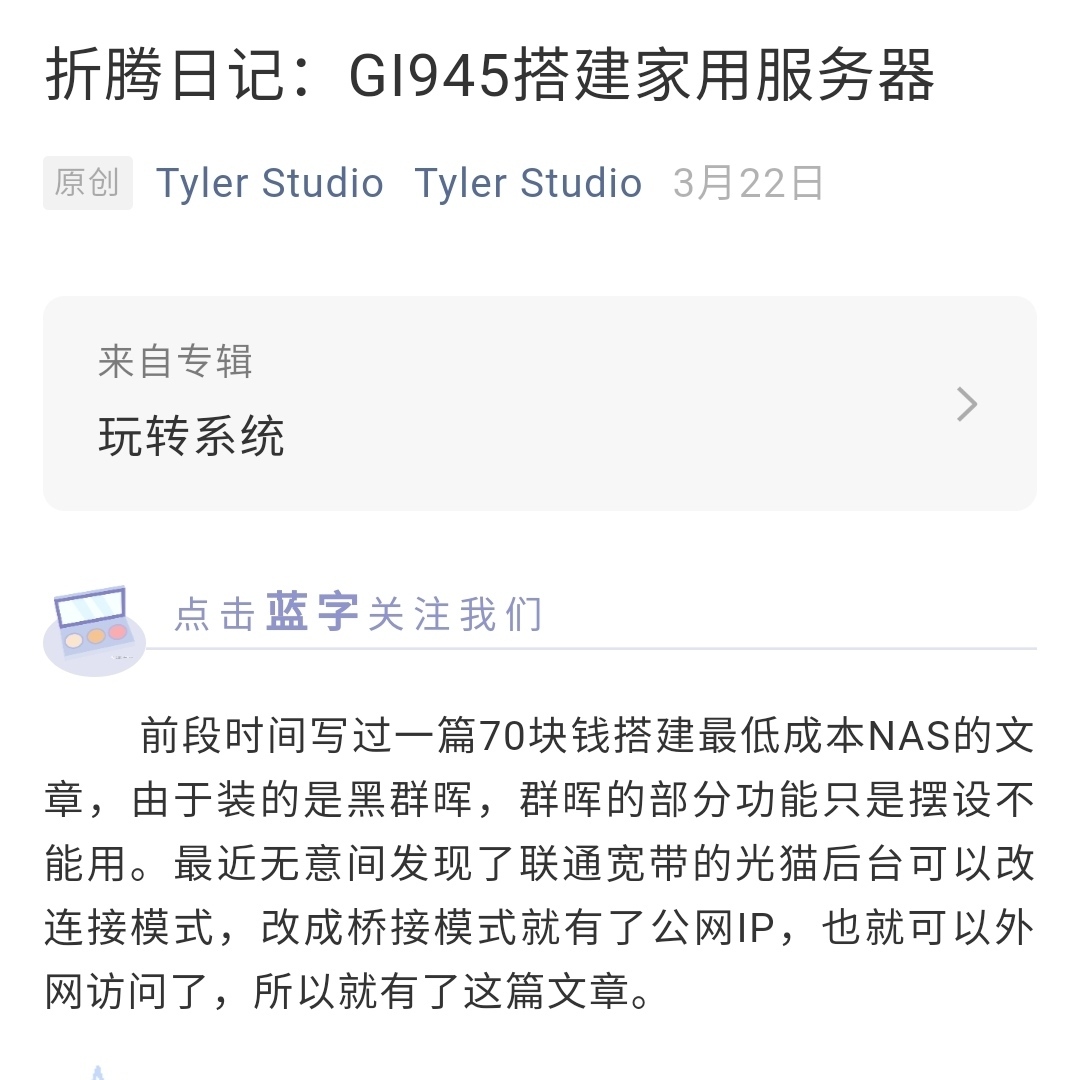 折腾日记：GI945搭建家用服务器
原创 Tyler Studio Tyler Studio 3月22日
来自专辑
玩转系统
点击蓝字关注我们
前段时间写过一篇70块钱搭建最低成本NAS的文
章，由于装的是黑群晖，群晖的部分功能只是摆设不
能用。最近无意间发现了联通宽带的光猫后台可以改
连接模式，改成桥接模式就有了公网IP，也就可以外
网访问了，所以就有了这篇文章。